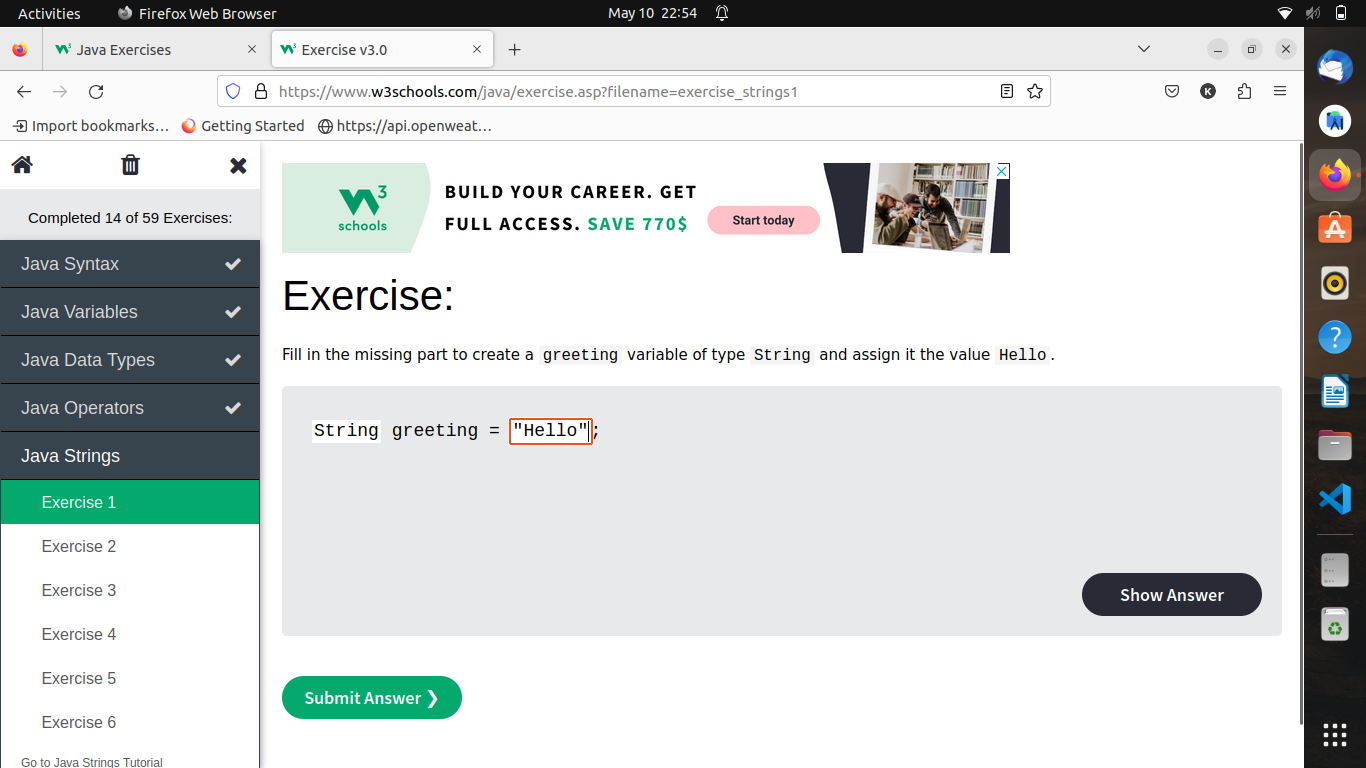 Activities Firefox Web Browser May 10 22:54
Java Exercises Exercise v3.0
https://www.w3schools.com/java/exercise.asp?filename=exercise_strings1 K
Import bookmarks… Getting Started https://api.openweat…
Completed 14 of 59 Exercises:
Java Syntax
Java Variables
Java Data Types
Java Operators
Java Strings
Exercise 1
Exercise 2
Exercise 3
Exercise 4
Exercise 5
Exercise 6
Go to Java Strings Tutorial
W3
schools
BUILD YOUR CAREER. GET
FULL ACCESS. SAVE 770$
Start today
Exercise:
Fill in the missing part to create a greeting variable of type String and assign it the value Hello.
String greeting = "Hello";
Show Answer
Submit Answer ❯